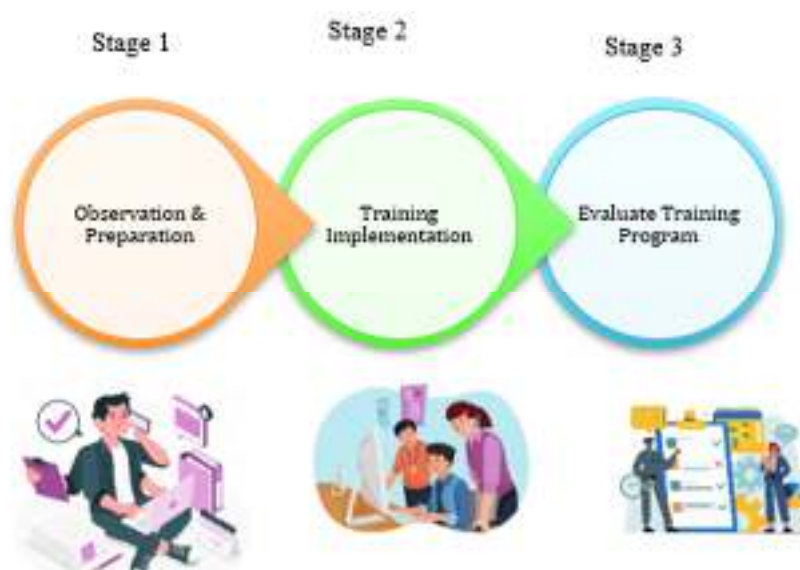 Stage 1
Stage 2
Stage 3
Observation &
Preparation
Training
Implementation
Evaluate Training
Program